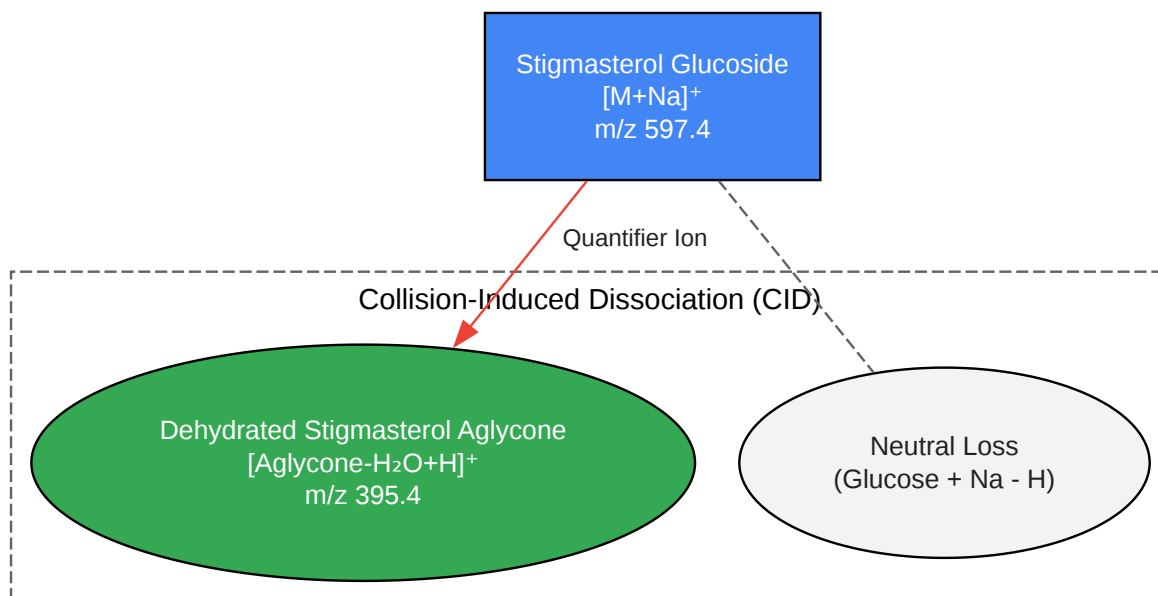 Stigmasterol Glucoside
[M+Na]⁺
m/z 597.4
Quantifier Ion
Collision-Induced Dissociation (CID)
Dehydrated Stigmasterol Aglycone
[Aglycone-H₂O+H]⁺
m/z 395.4
Neutral Loss
(Glucose + Na - H)